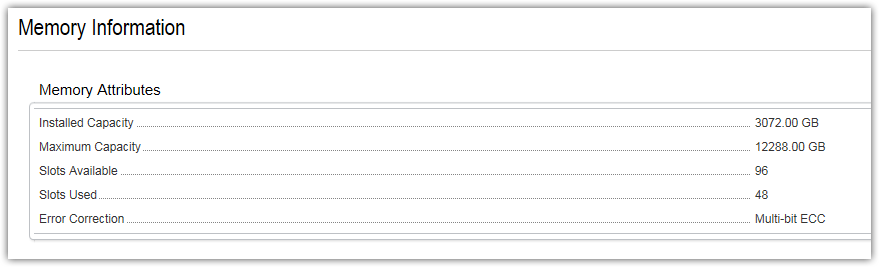 Memory Information
Memory Attributes
Installed Capacity 3072.00 GB
Maximum Capacity 12288.00 GB
Slots Available 96
Slots Used 48
Error Correction Multi-bit ECC